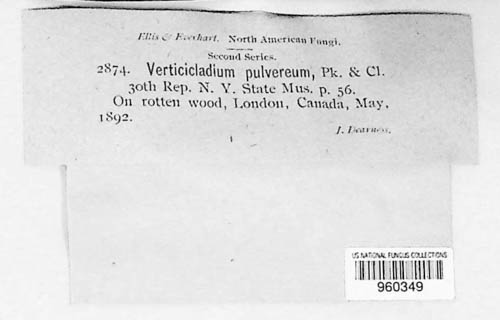 Ellis & Everhart. North American Fungi.
Second Series.
2874. Verticicladium pulvereum, Pk. & Cl.
30th Rep. N. Y. State Mus. p. 56.
On rotten wood, London, Canada, May,
1892.
J. Dearness.
US NATIONAL FUNGUS COLLECTIONS
960349